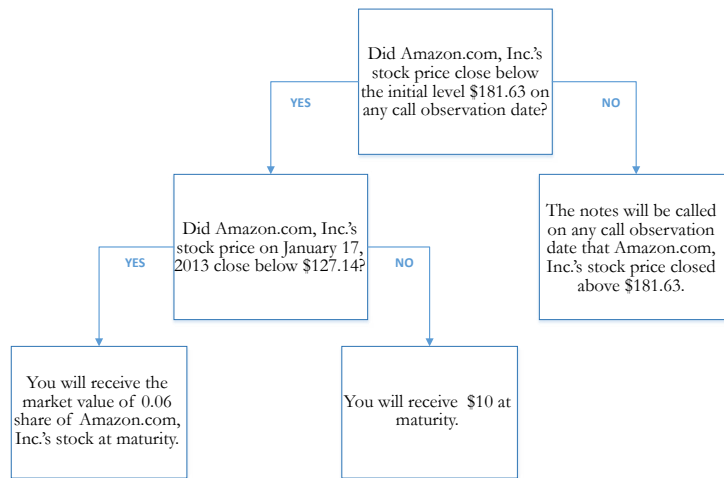 Did Amazon.com, Inc.'s
stock price close below
the initial level $181.63 on
any call observation date?
YES
NO
Did Amazon.com, Inc.'s
stock price on January 17,
2013 close below $127.14?
The notes will be called
on any call observation
date that Amazon.com,
Inc.'s stock price closed
above $181.63.
YES
NO
You will receive the
market value of 0.06
share of Amazon.com,
Inc.'s stock at maturity.
You will receive $10 at
maturity.